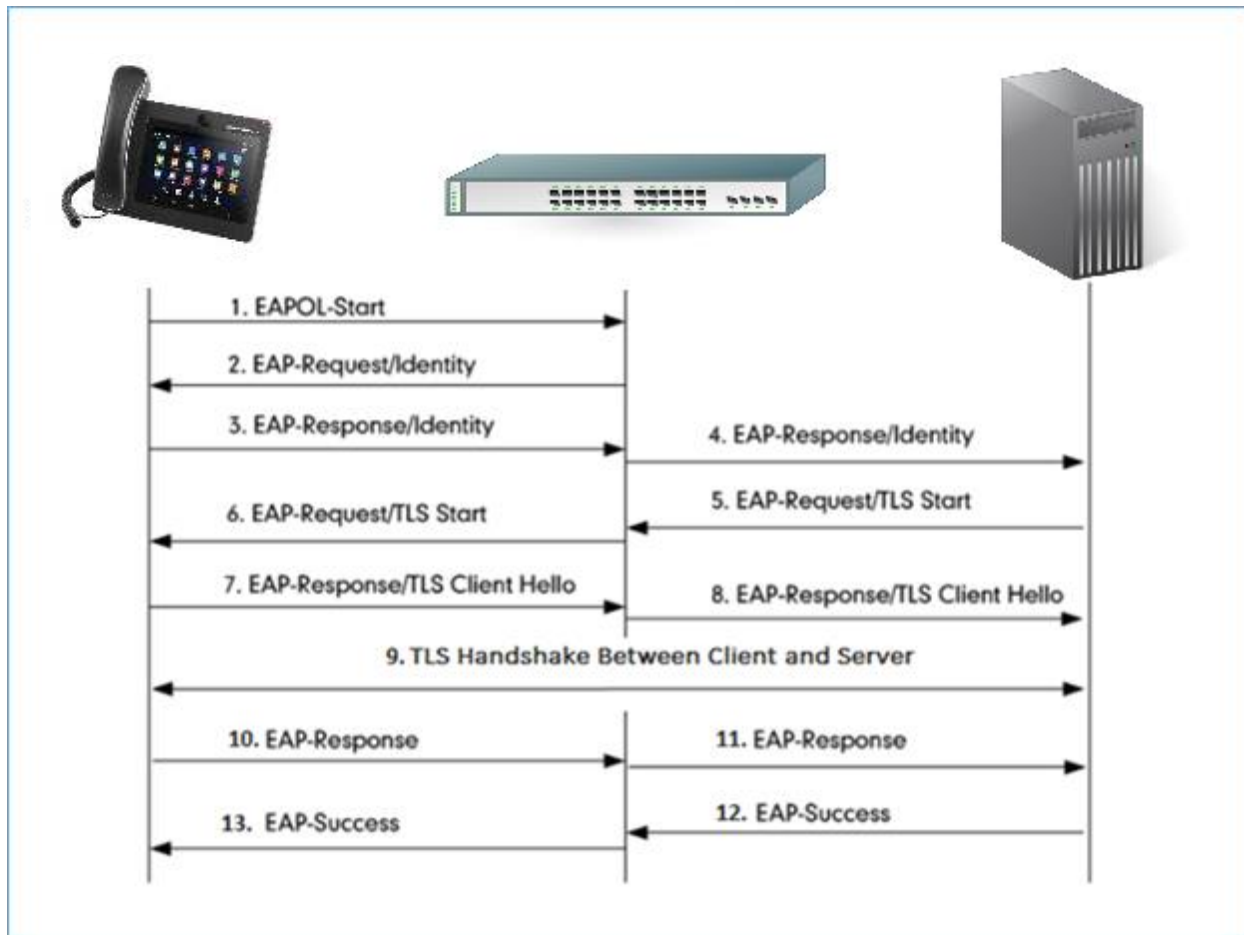 1. EAPOL-Start
2. EAP-Request/Identity
3. EAP-Response/Identity
4. EAP-Response/Identity
5. EAP-Request/TLS Start
6. EAP-Request/TLS Start
7. EAP-Response/TLS Client Hello
8. EAP-Response/TLS Client Hello
9. TLS Handshake Between Client and Server
10. EAP-Response
11. EAP-Response
12. EAP-Success
13. EAP-Success